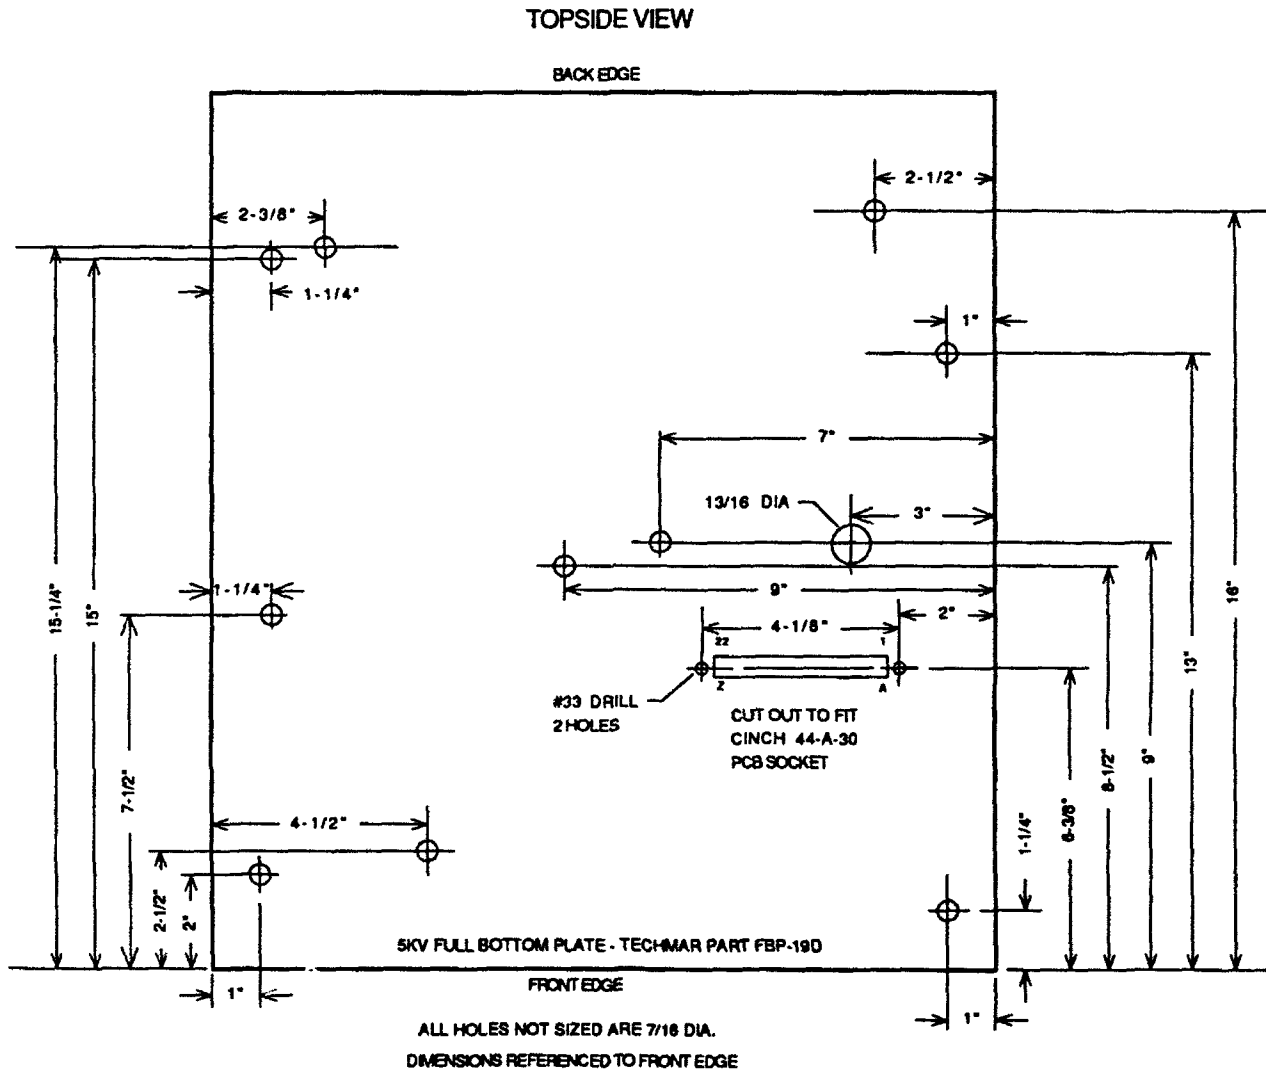 TOPSIDE VIEW
BACK EDGE
2-1/2"
2-3/8"
1-1/4"
1"
7"
13/16 DIA
3"
15-1/4"
15"
1-1/4"
9"
2"
4-1/8"
22
1
16"
13"
Z
A
#33 DRILL
2 HOLES
CUT OUT TO FIT
CINCH 44-A-30
PCB SOCKET
7-1/2"
8-1/2"
9"
6-3/8"
1-1/4"
4-1/2"
2-1/2"
2"
5KV FULL BOTTOM PLATE - TECHMAR PART FBP-19D
FRONT EDGE
1"
1"
ALL HOLES NOT SIZED ARE 7/16 DIA.
DIMENSIONS REFERENCED TO FRONT EDGE